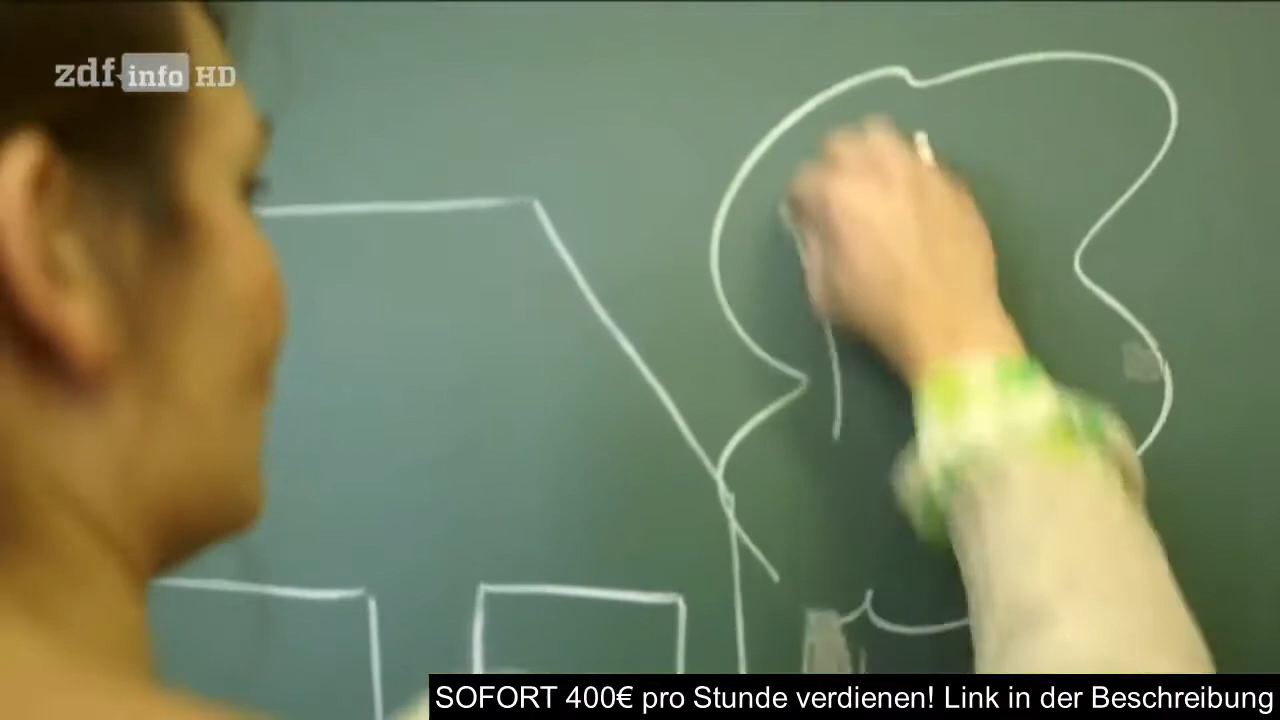 zdf info HD
SOFORT 400€ pro Stunde verdienen! Link in der Beschreibung